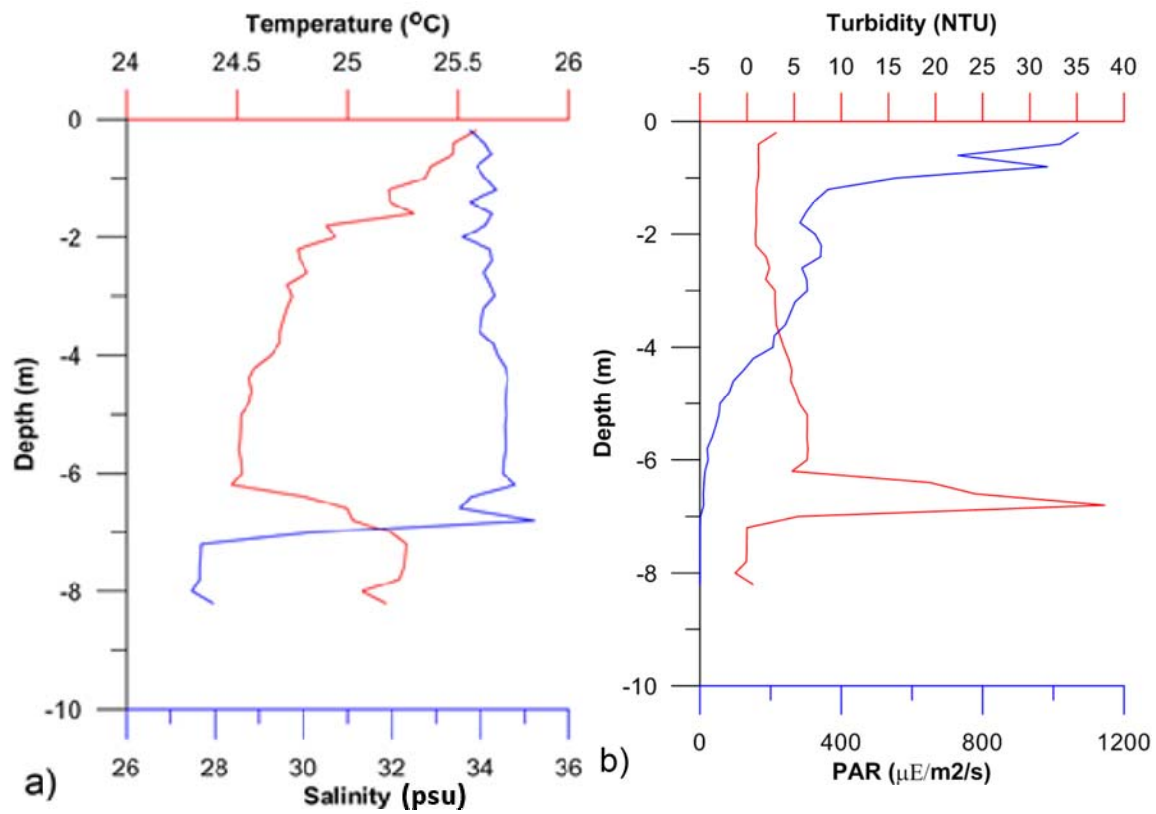 Temperature (°C)
24 24.5 25 25.5 26
0
-2
-4
-6
-8
-10
Depth (m)
26 28 30 32 34 36
Salinity (psu)
a)
Turbidity (NTU)
-5 0 5 10 15 20 25 30 35 40
0
-2
-4
-6
-8
-10
Depth (m)
0 400 800 1200
PAR (µE/m2/s)
b)